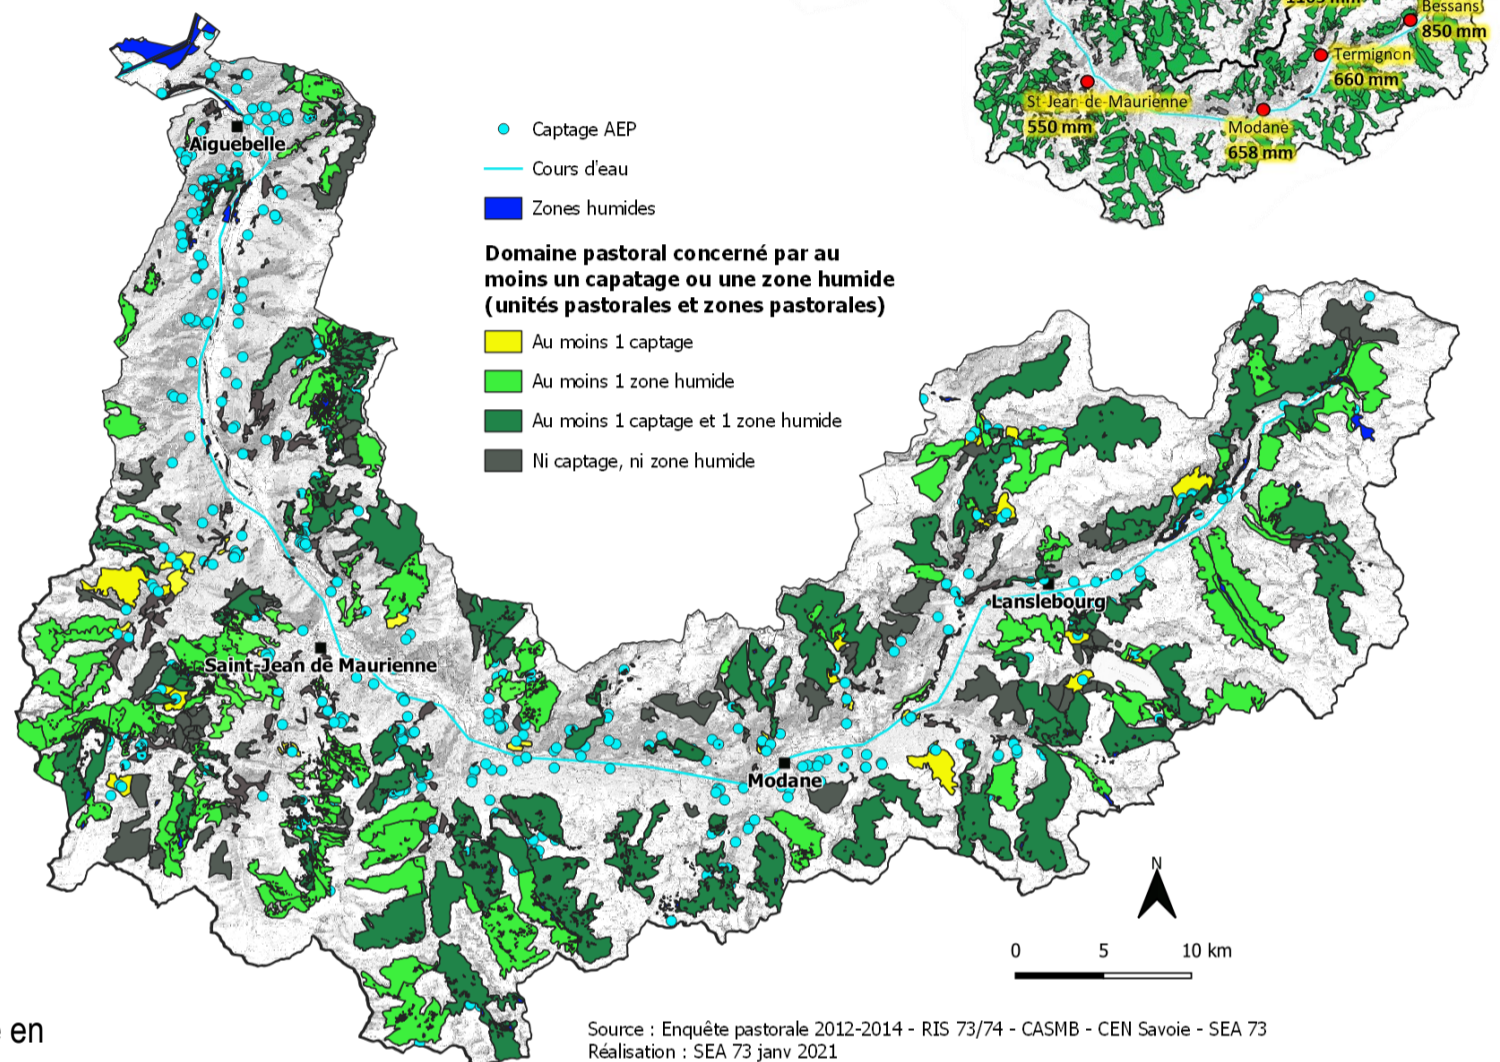 1105 mm
Bessans
850 mm
Termignon
660 mm
St-Jean-de-Maurienne
550 mm
Modane
658 mm
Captage AEP
Cours d'eau
Zones humides
Domaine pastoral concerné par au
moins un capatage ou une zone humide
(unités pastorales et zones pastorales)
Au moins 1 captage
Au moins 1 zone humide
Au moins 1 captage et 1 zone humide
Ni captage, ni zone humide
Aiguebelle
Lanslebourg
Saint-Jean de Maurienne
Modane
N
0 5 10 km
en
Source : Enquête pastorale 2012-2014 - RIS 73/74 - CASMB - CEN Savoie - SEA 73
Réalisation : SEA 73 janv 2021